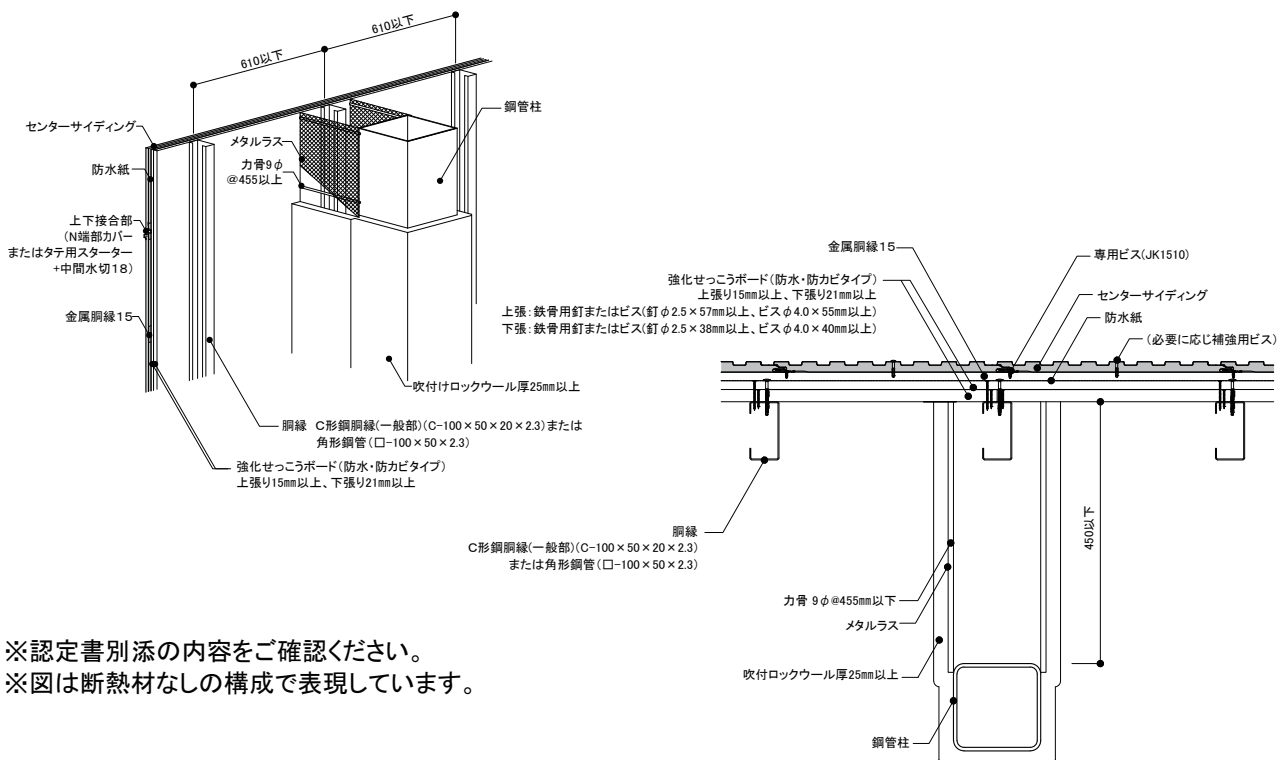 610以下
610以下
センターサイディング
防水紙
上下接合部
(N端部カバー
またはタテ用スターター
+中間水切18)
金属胴縁15
メタルラス
力骨9φ
@455以上
鋼管柱
吹付けロックウール厚25mm以上
胴縁 C形鋼胴縁(一般部)(C-100×50×20×2.3)または
角形鋼管(□-100×50×2.3)
強化せっこうボード(防水・防カビタイプ)
上張り15mm以上、下張り21mm以上
金属胴縁15
強化せっこうボード(防水・防カビタイプ)
上張り15mm以上、下張り21mm以上
上張:鉄骨用釘またはビス(釘φ2.5×57mm以上、ビスφ4.0×55mm以上)
下張:鉄骨用釘またはビス(釘φ2.5×38mm以上、ビスφ4.0×40mm以上)
専用ビス(JK1510)
センターサイディング
防水紙
(必要に応じ補強用ビス)
胴縁
C形鋼胴縁(一般部)(C-100×50×20×2.3)
または角形鋼管(□-100×50×2.3)
450以下
力骨 9φ@455mm以下
メタルラス
吹付ロックウール厚25mm以上
鋼管柱
※認定書別添の内容をご確認ください。
※図は断熱材なしの構成で表現しています。